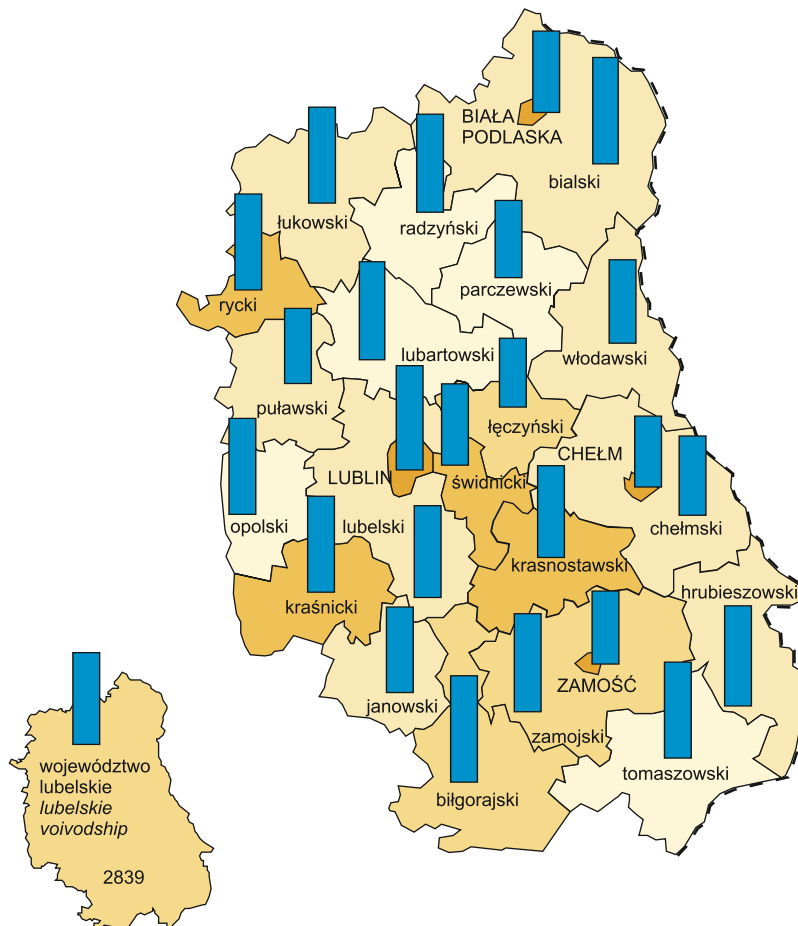 BIAŁA
PODLASKA
bialski
łukowski
radzyński
parczewski
rycki
lubartowski
włodawski
puławski
łęczyński
CHEŁM
LUBLIN
świdnicki
opolski
lubelski
chełmski
krasnostawski
hrubieszowski
kraśnicki
ZAMOŚĆ
janowski
zamojski
tomaszowski
biłgorajski
województwo
lubelskie
lubelskie
voivodship
2839